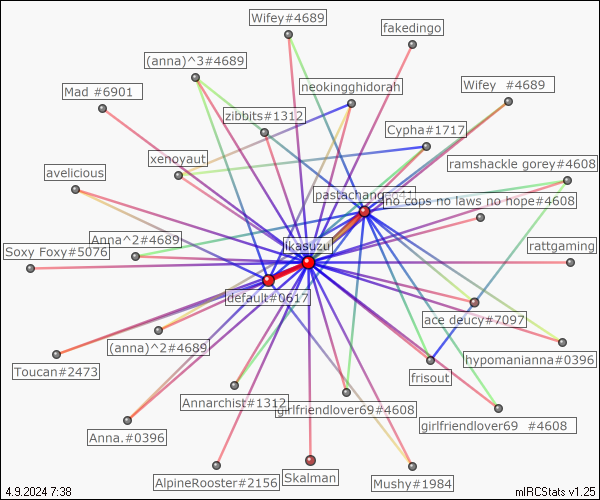 Wifey#4689
fakedingo
(anna)^3#4689
neokingghidorah
Wifey  #4689
Mad #6901
zibbits#1312
Cypha#1717
xenoyaut
ramshackle gorey#4608
avelicious
no cops no laws no hope#4608
Anna^2#4689
ikasuzu
Soxy Foxy#5076
rattgaming
default#0617
ace deucy#7097
(anna)^2#4689
hypomanianna#0396
Toucan#2473
frisout
Annarchist#1312
girlfriendlover69#4608
girlfriendlover69  #4608
Anna.#0396
AlpineRooster#2156
Skalman
Mushy#1984
4.9.2024 7:38
mIRCStats v1.25